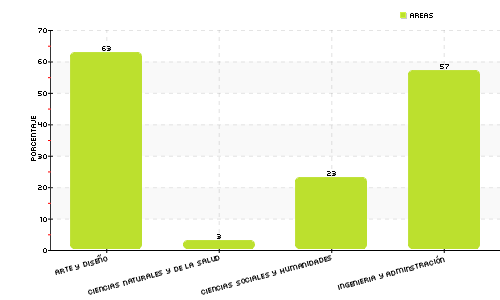 AREAS
70
60
50
40
30
20
10
0
PORCENTAJE
63
3
23
57
ARTE Y DISEÑO
CIENCIAS NATURALES Y DE LA SALUD
CIENCIAS SOCIALES Y HUMANIDADES
INGENIERIA Y ADMINSTRACIÓN